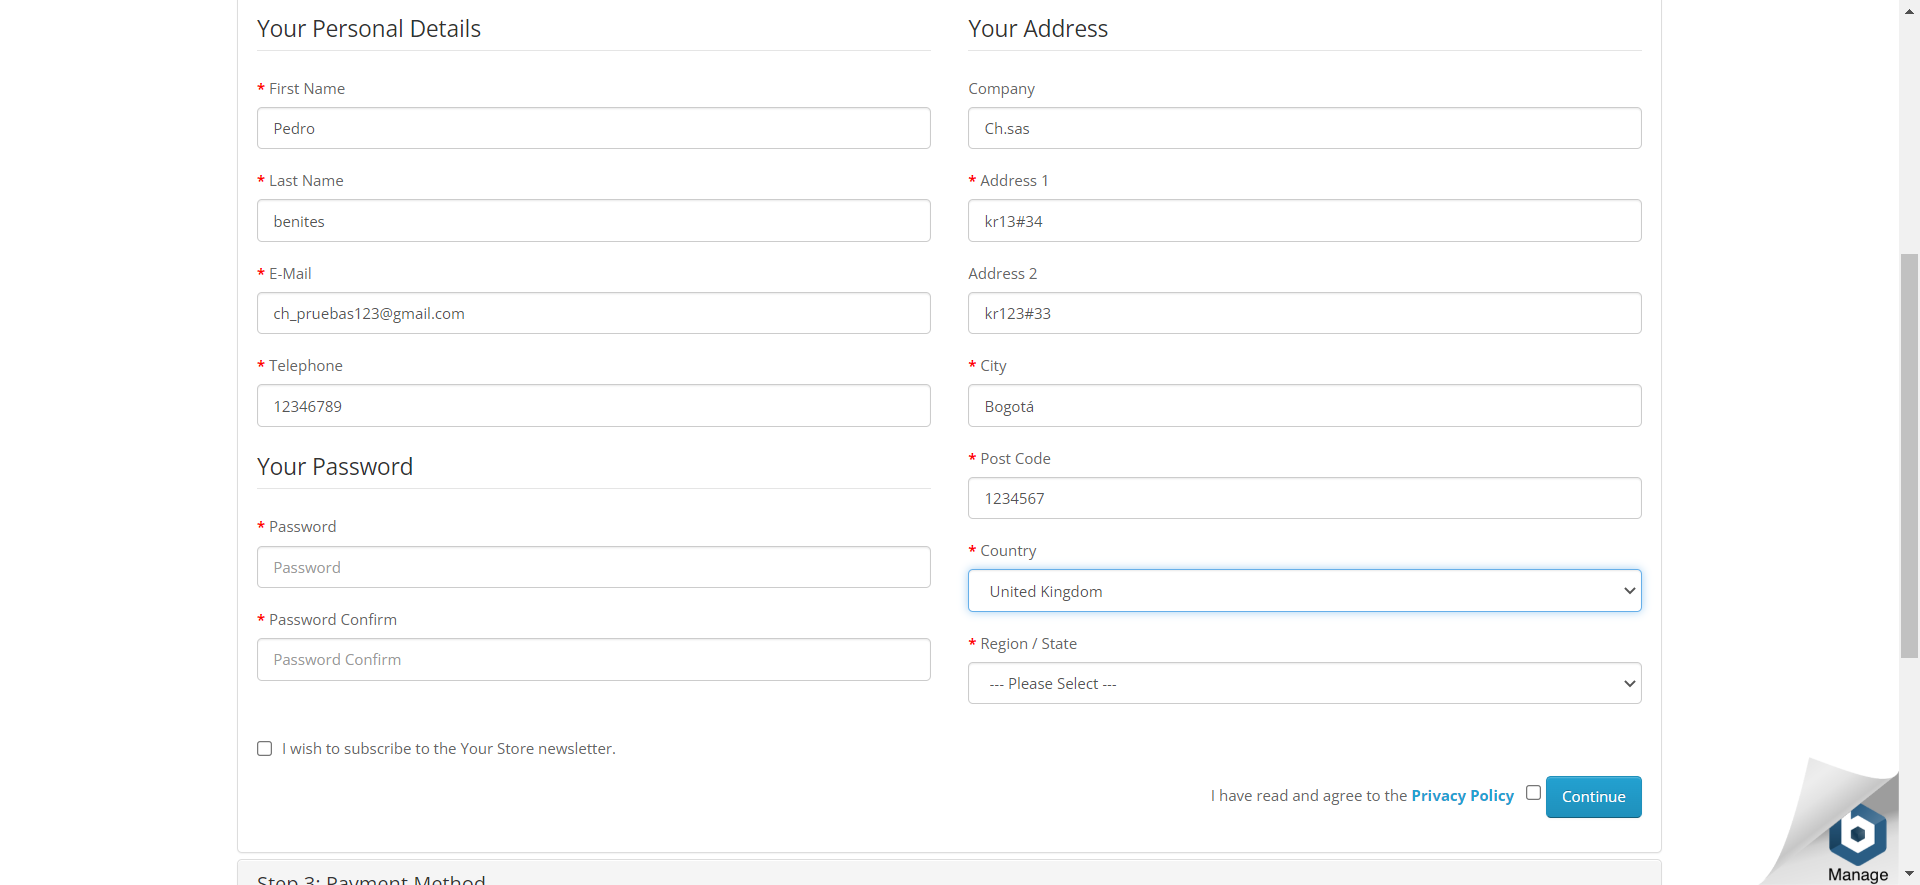 Your Personal Details
* First Name
Pedro
* Last Name
benites
* E-Mail
ch_pruebas123@gmail.com
* Telephone
12346789
Your Password
* Password
Password
* Password Confirm
Password Confirm
Your Address
Company
Ch.sas
* Address 1
kr13#34
Address 2
kr123#33
* City
Bogotá
* Post Code
1234567
* Country
United Kingdom
* Region / State
--- Please Select ---
I wish to subscribe to the Your Store newsletter.
I have read and agree to the Privacy Policy
Continue
Manage
Step 3: Payment Method